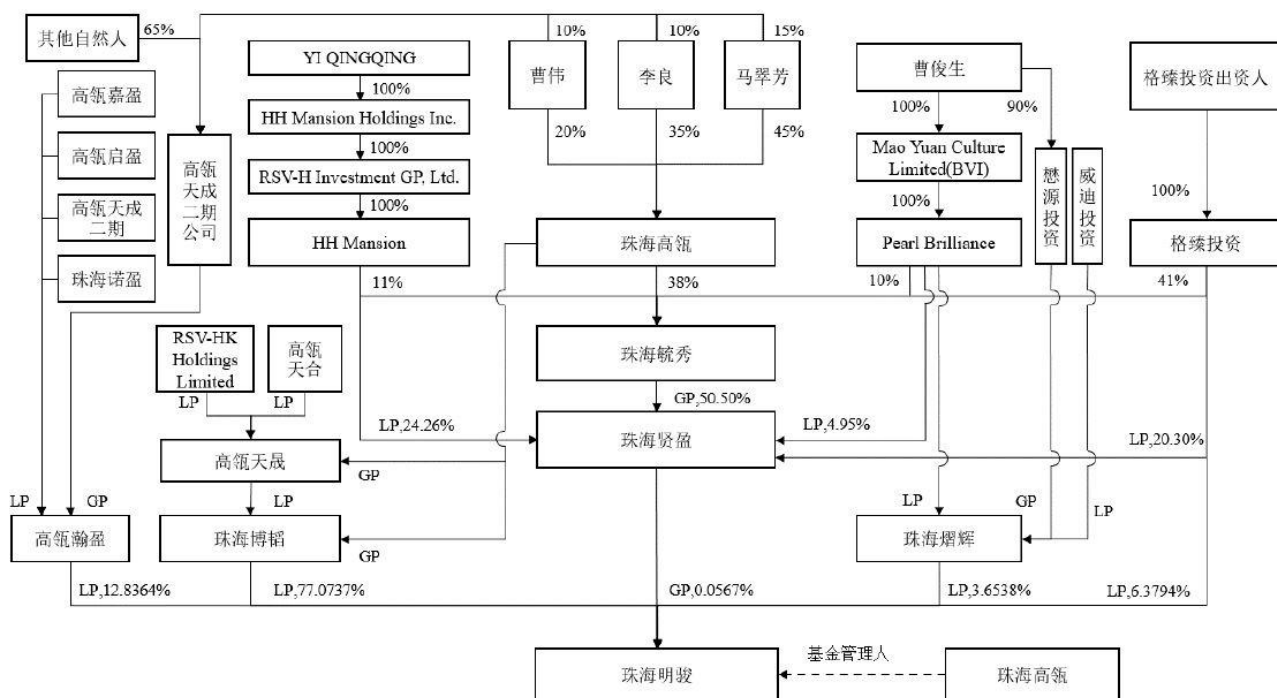 其他自然人
65%
10%
10%
15%
YI QINGQING
曹伟
李良
马翠芳
曹俊生
格臻投资出资人
高瓴嘉盈
100%
100%
90%
HH Mansion Holdings Inc.
20%
35%
45%
Mao Yuan Culture
Limited(BVI)
高瓴启盈
高瓴
天成
二期
公司
100%
懋源投资
威迪投资
RSV-H Investment GP, Ltd.
100%
高瓴天成
二期
100%
100%
HH Mansion
珠海高瓴
Pearl Brilliance
格臻投资
珠海诺盈
11%
38%
10%
41%
RSV-HK
Holdings
Limited
高瓴
天合
珠海毓秀
LP
LP
GP,50.50%
LP,24.26%
珠海贤盈
LP,4.95%
LP,20.30%
高瓴天晟
GP
LP
GP
LP
LP
GP
LP
高瓴瀚盈
珠海博韬
GP
珠海熠辉
LP,12.8364%
LP,77.0737%
GP,0.0567%
LP,3.6538%
LP,6.3794%
珠海明骏
基金管理人
珠海高瓴